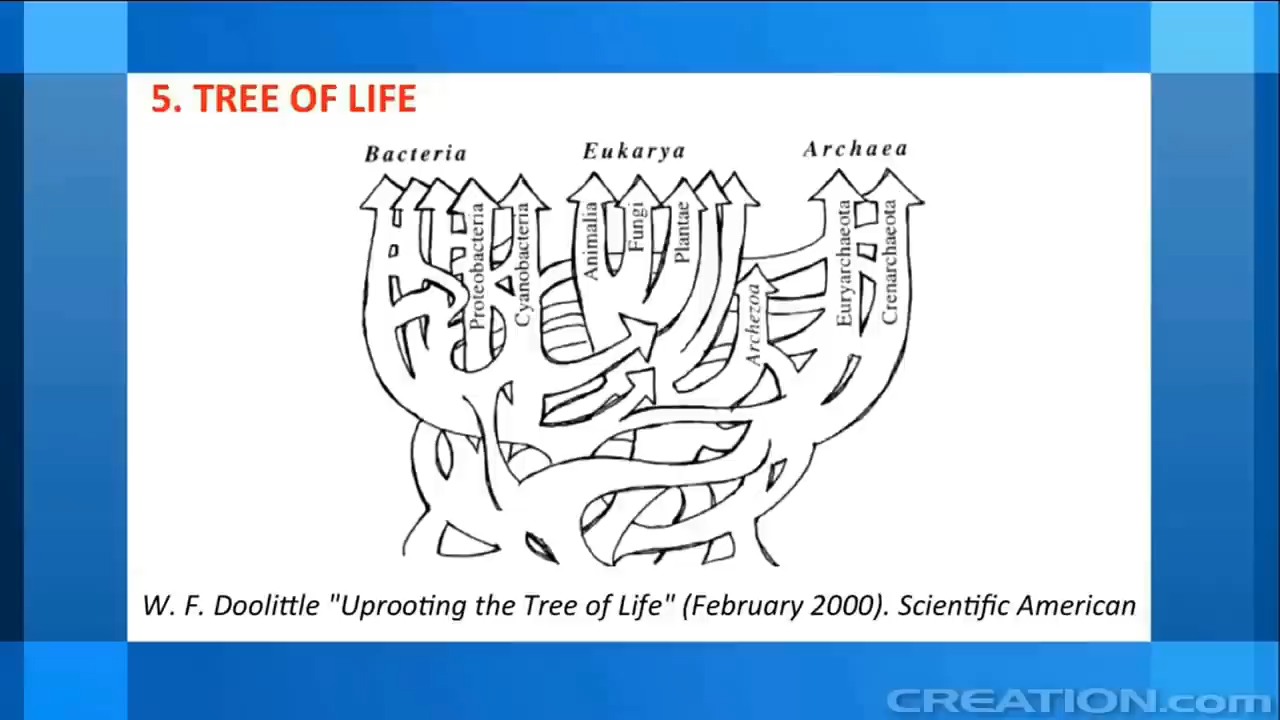 5. TREE OF LIFE
Bacteria
Eukarya
Archaea
Proteobacteria
Cyanobacteria
Animalia
Fungi
Plantae
Archezoa
Euryarchaeota
Crenarchaeota
W. F. Doolittle "Uprooting the Tree of Life" (February 2000). Scientific American
CREATION.com